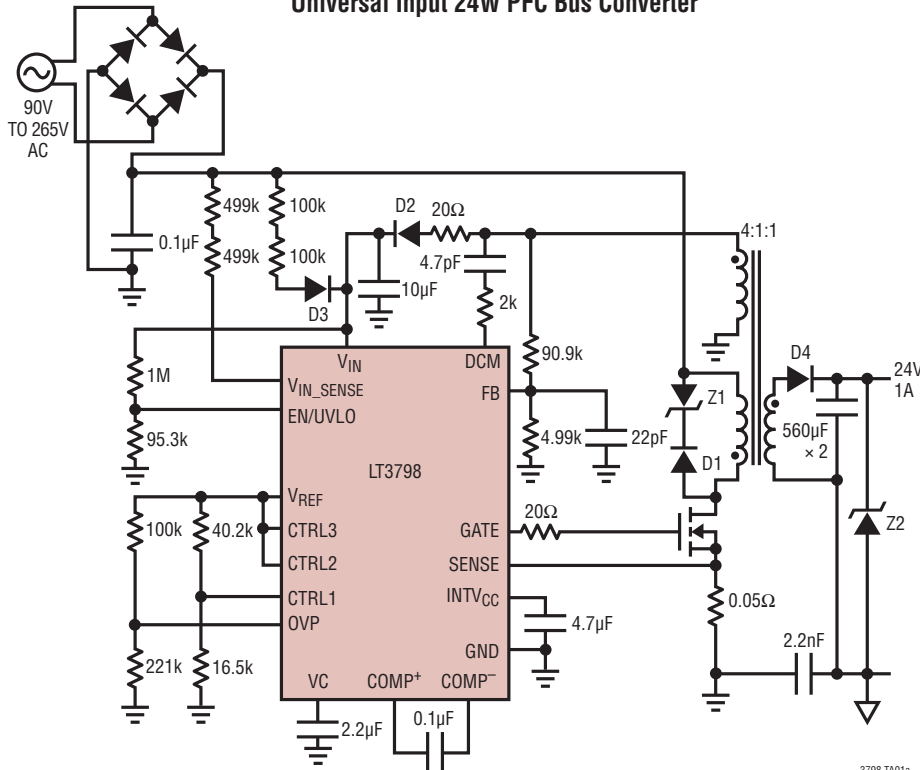 Universal Input 24W PFC Bus Converter
90V
TO 265V
AC
0.1µF
499k
499k
100k
100k
D3
D2
20Ω
4.7pF
10µF
2k
4:1:1
90.9k
4.99k
22pF
Z1
D1
D4
24V
1A
560µF
× 2
Z2
1M
95.3k
VIN
DCM
VIN_SENSE
FB
EN/UVLO
LT3798
VREF
CTRL3
CTRL2
CTRL1
OVP
GATE
SENSE
INTVCC
GND
VC
COMP+
COMP–
100k
40.2k
221k
16.5k
20Ω
0.05Ω
4.7µF
2.2nF
2.2µF
0.1µF
3798 TA01a